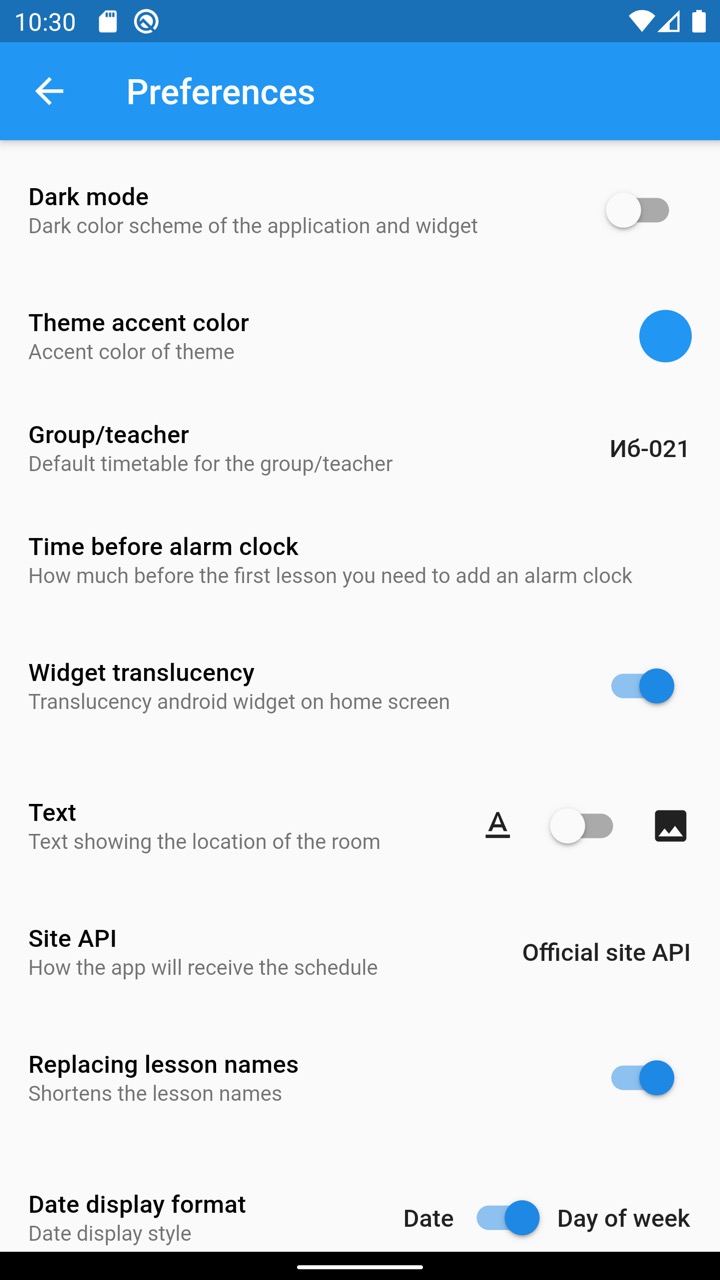 10:30
Preferences
Dark mode
Dark color scheme of the application and widget
Theme accent color
Accent color of theme
Group/teacher
Default timetable for the group/teacher
Иб-021
Time before alarm clock
How much before the first lesson you need to add an alarm clock
Widget translucency
Translucency android widget on home screen
Text
Text showing the location of the room
A
Site API
How the app will receive the schedule
Official site API
Replacing lesson names
Shortens the lesson names
Date display format
Date display style
Date
Day of week